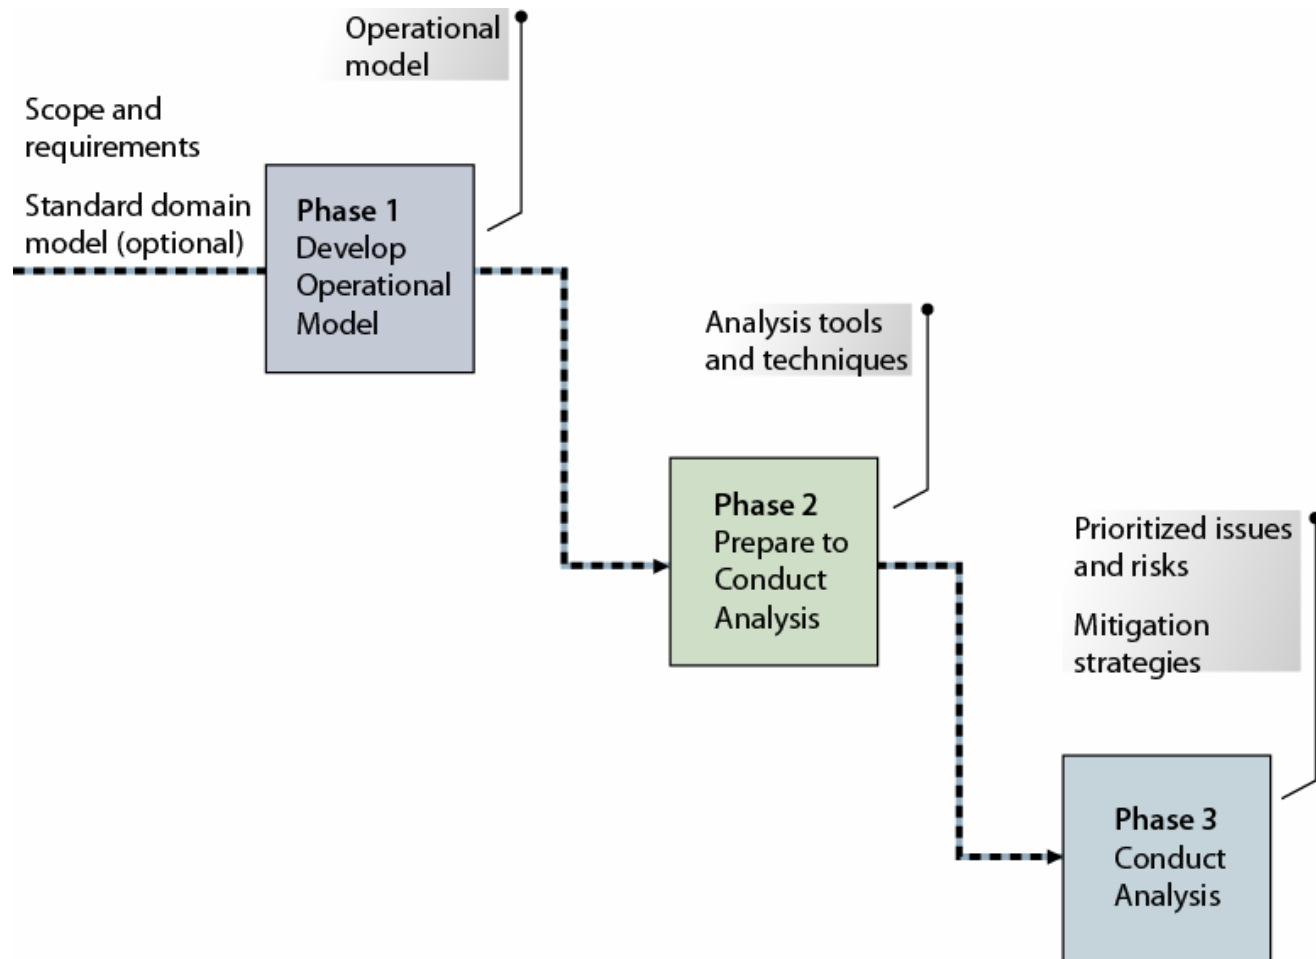 Operational
model
Scope and
requirements
Standard domain
model (optional)
Phase 1
Develop
Operational
Model
Analysis tools
and techniques
Phase 2
Prepare to
Conduct
Analysis
Prioritized issues
and risks
Mitigation
strategies
Phase 3
Conduct
Analysis